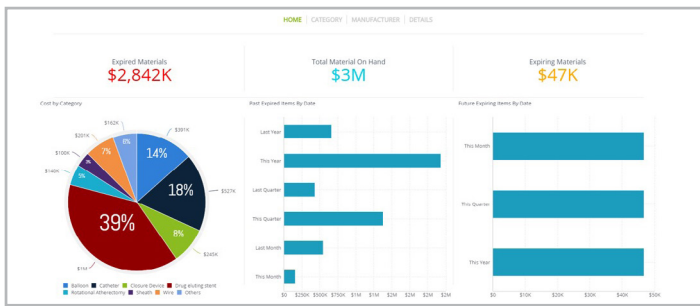 HOME | CATEGORY | MANUFACTURER | DETAILS
Expired Materials
$2,842K
Total Material On Hand
$3M
Expiring Materials
$47K
Cost by Category
$162K
$201K
$100K
$140K
$1M
$245K
$527K
$391K
6%
7%
3%
5%
39%
8%
18%
14%
Balloon Catheter Closure Device Drug eluting stent
Rotational Atherectomy Sheath Wire Others
Past Expired Items By Date
Last Year
This Year
Last Quarter
This Quarter
Last Month
This Month
$0 $250K $500K $750K $1M $1M $2M $2M $2M
Future Expiring Items By Date
This Month
This Quarter
This Year
$0 $10K $20K $30K $40K $50K